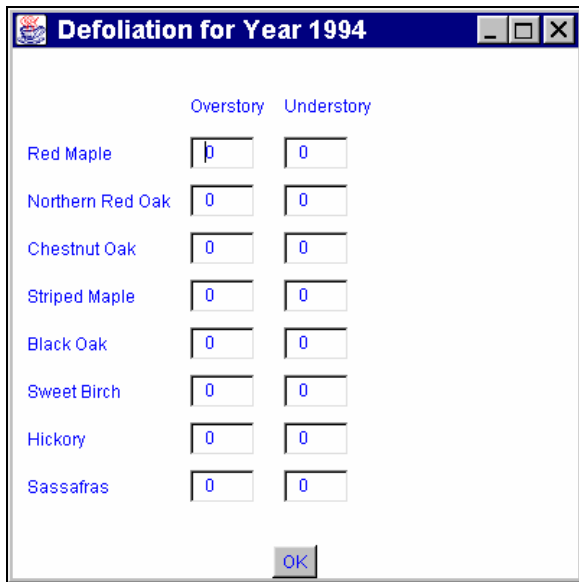 Defoliation for Year 1994
Overstory Understory
Red Maple 0 0
Northern Red Oak 0 0
Chestnut Oak 0 0
Striped Maple 0 0
Black Oak 0 0
Sweet Birch 0 0
Hickory 0 0
Sassafras 0 0
OK